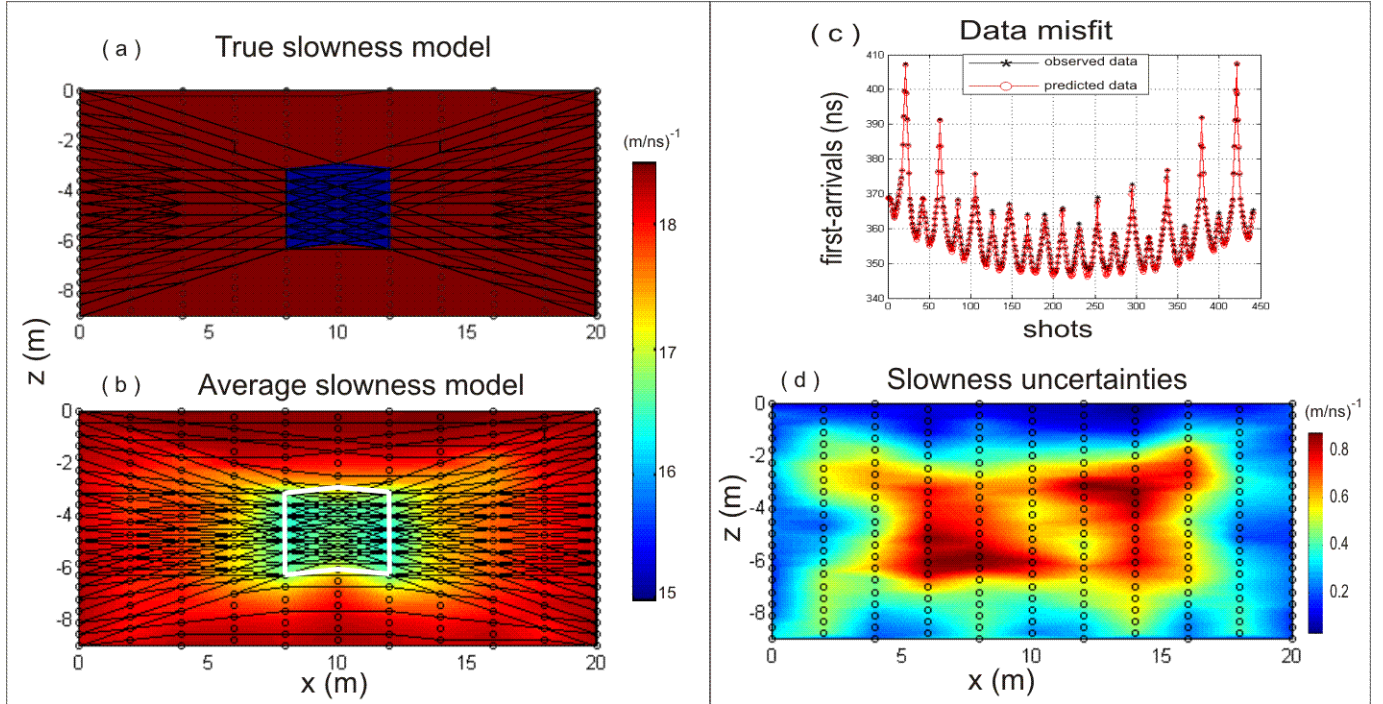 ( a ) True slowness model
0
-2
-4
-6
-8
0 5 10 15 20
z (m)
(m/ns)⁻¹
18
17
16
15
( b ) Average slowness model
0
-2
-4
-6
-8
0 5 10 15 20
x (m)
( c ) Data misfit
410
400
390
380
370
360
350
340
observed data
predicted data
first-arrivals (ns)
0 50 100 150 200 250 300 350 400 450
shots
( d ) Slowness uncertainties
0
-2
-4
-6
-8
z (m)
0 5 10 15 20
x (m)
(m/ns)⁻¹
0.8
0.6
0.4
0.2